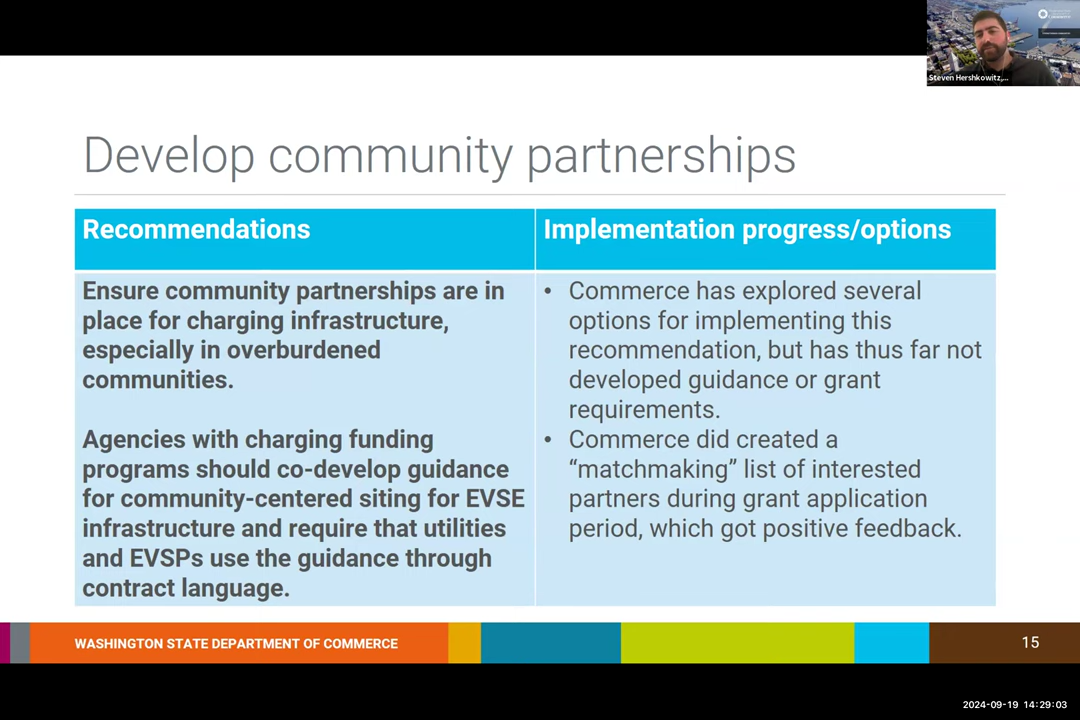 Steven Hershkowitz,...
Develop community partnerships
Recommendations
Implementation progress/options
Ensure community partnerships are in
place for charging infrastructure,
especially in overburdened
communities.
Agencies with charging funding
programs should co-develop guidance
for community-centered siting for EVSE
infrastructure and require that utilities
and EVSPs use the guidance through
contract language.
• Commerce has explored several
options for implementing this
recommendation, but has thus far not
developed guidance or grant
requirements.
• Commerce did created a
“matchmaking” list of interested
partners during grant application
period, which got positive feedback.
WASHINGTON STATE DEPARTMENT OF COMMERCE
15
2024-09-19 14:29:03